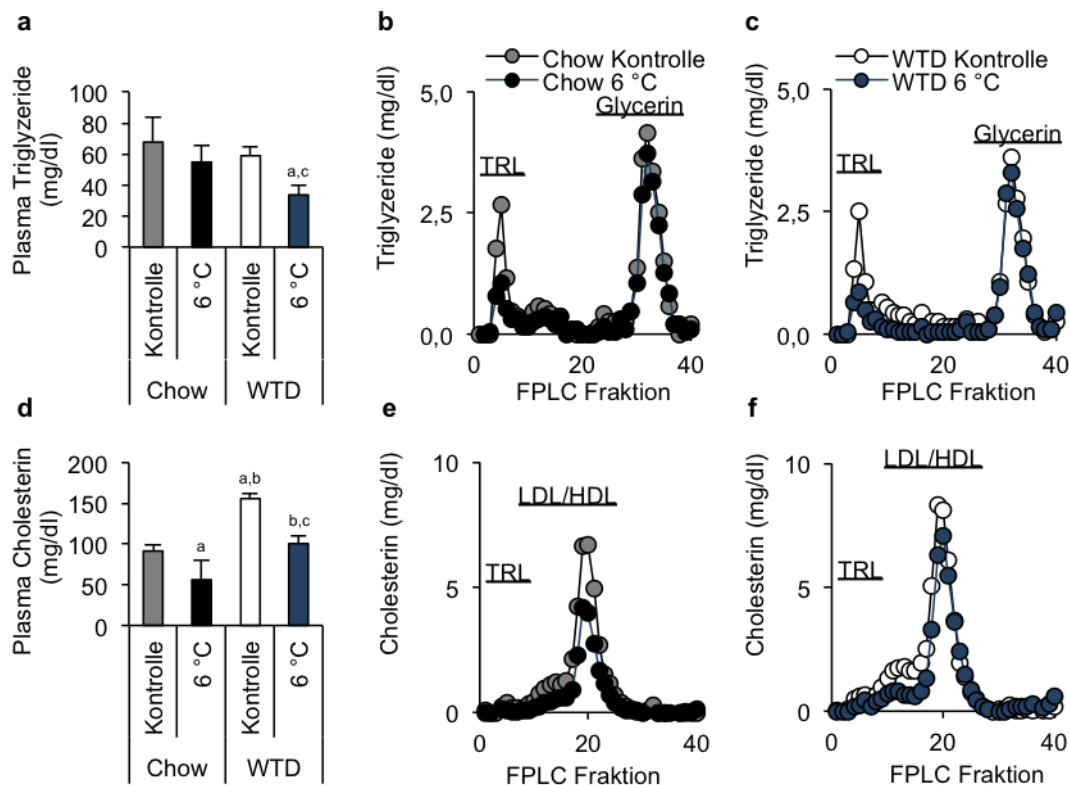 a
Plasma Triglyzeride
(mg/dl)
100
80
60
40
20
0
a,c
Kontrolle
6 °C
Kontrolle
6 °C
Chow
WTD
b
Chow Kontrolle
Chow 6 °C
Triglyzeride (mg/dl)
5,0
2,5
0,0
TRL
Glycerin
0
20
40
FPLC Fraktion
c
WTD Kontrolle
WTD 6 °C
Triglyzeride (mg/dl)
5,0
2,5
0,0
TRL
Glycerin
0
20
40
FPLC Fraktion
d
Plasma Cholesterin
(mg/dl)
200
150
100
50
0
a
a,b
b,c
Kontrolle
6 °C
Kontrolle
6 °C
Chow
WTD
e
Cholesterin (mg/dl)
10
5
0
LDL/HDL
TRL
0
20
40
FPLC Fraktion
f
Cholesterin (mg/dl)
10
5
0
LDL/HDL
TRL
0
20
40
FPLC Fraktion